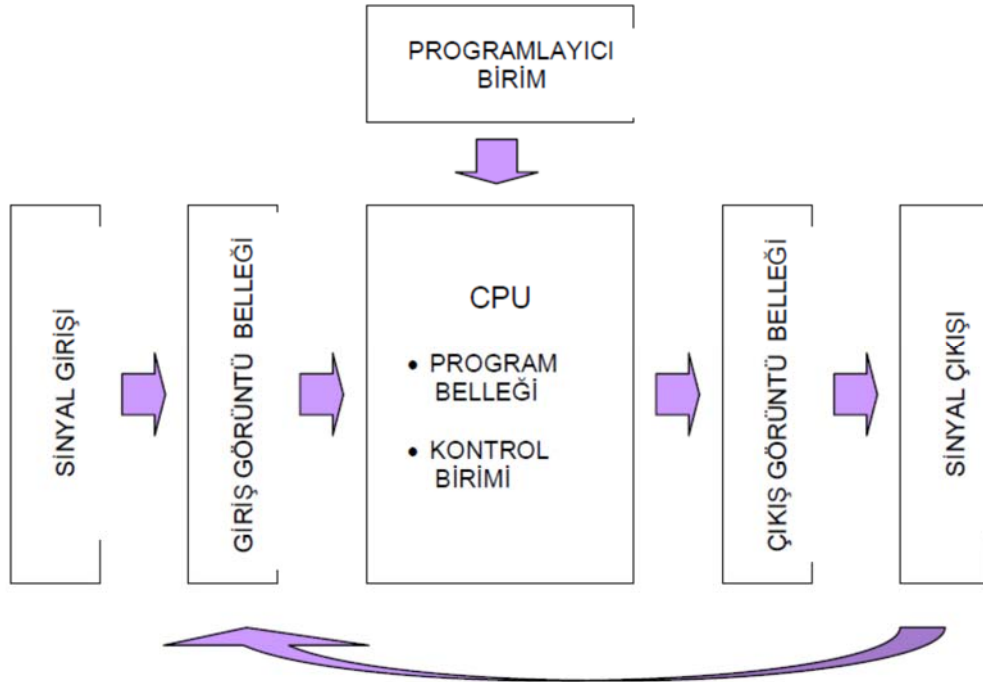 PROGRAMLAYICI
BİRİM
SİNYAL GİRİŞİ
GİRİŞ GÖRÜNTÜ BELLEĞİ
CPU
• PROGRAM
BELLEĞİ
• KONTROL
BİRİMİ
ÇIKIŞ GÖRÜNTÜ BELLEĞİ
SİNYAL ÇIKIŞI